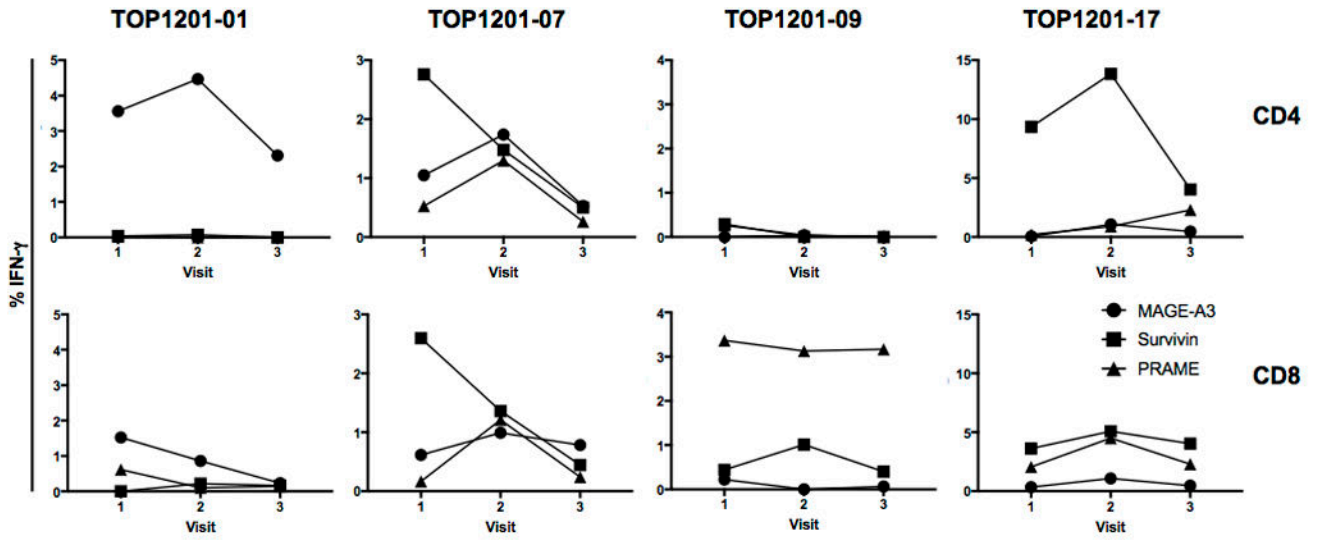 TOP1201-01 TOP1201-07 TOP1201-09 TOP1201-17
5 4 3 2 1 0
1 2 3
Visit
3 2 1 0
1 2 3
Visit
4 3 2 1 0
1 2 3
Visit
15 10 5 0
1 2 3
Visit
CD4
% IFN-γ
5 4 3 2 1 0
1 2 3
Visit
3 2 1 0
1 2 3
Visit
4 3 2 1 0
1 2 3
Visit
15 10 5 0
1 2 3
Visit
MAGE-A3
Survivin
PRAME
CD8